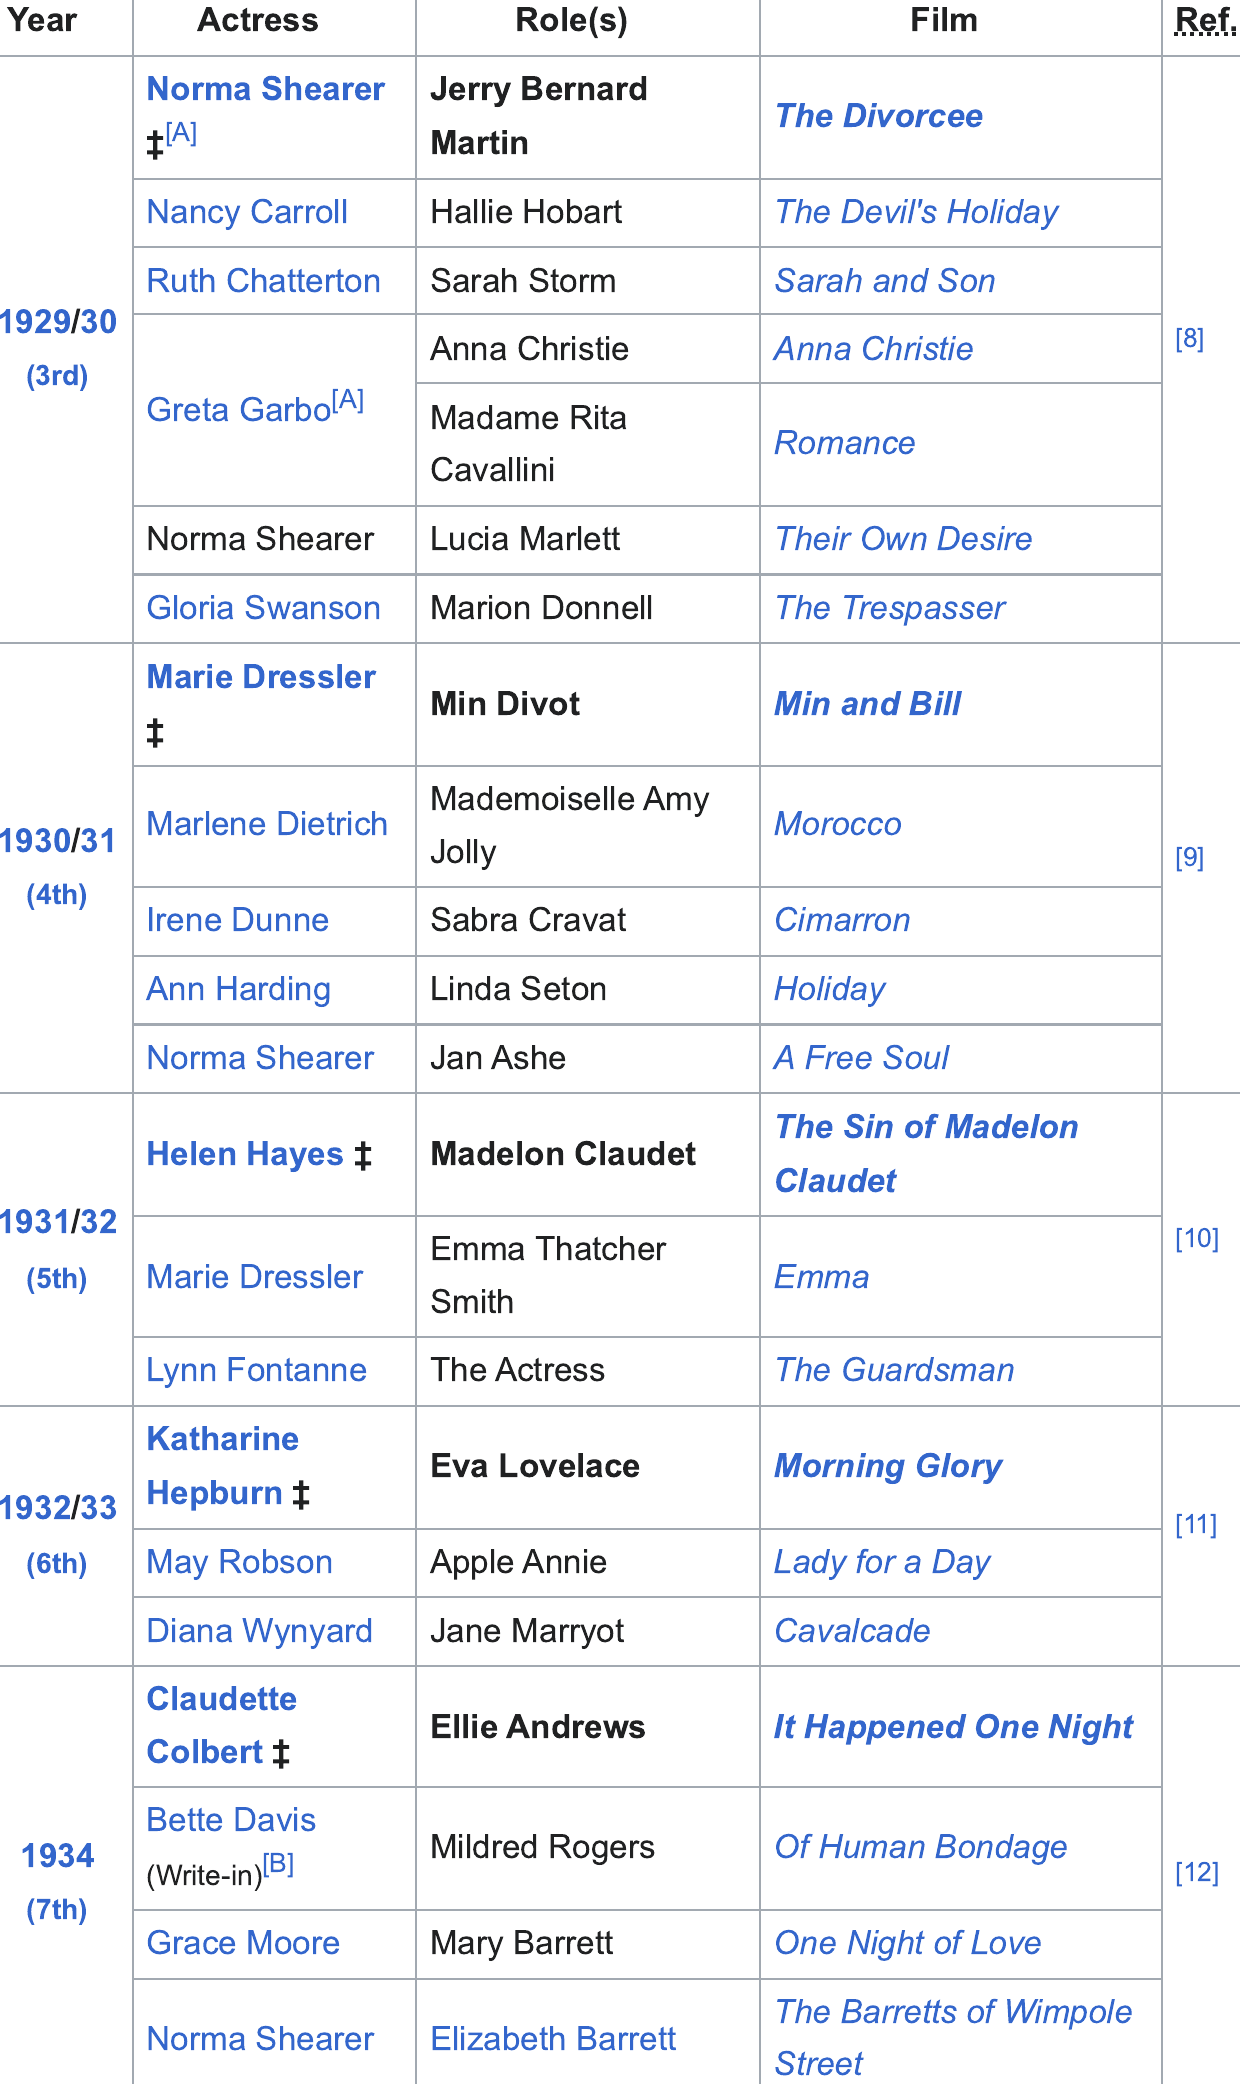 Year Actress Role(s) Film Ref.
1929/30
(3rd)
Norma Shearer
‡[A]
Jerry Bernard
Martin
The Divorcee
[8]
Nancy Carroll Hallie Hobart The Devil's Holiday
Ruth Chatterton Sarah Storm Sarah and Son
Greta Garbo[A]
Anna Christie Anna Christie
Madame Rita
Cavallini
Romance
Norma Shearer Lucia Marlett Their Own Desire
Gloria Swanson Marion Donnell The Trespasser
1930/31
(4th)
Marie Dressler
‡
Min Divot Min and Bill
[9]
Marlene Dietrich
Mademoiselle Amy
Jolly
Morocco
Irene Dunne Sabra Cravat Cimarron
Ann Harding Linda Seton Holiday
Norma Shearer Jan Ashe A Free Soul
1931/32
(5th)
Helen Hayes ‡ Madelon Claudet
The Sin of Madelon
Claudet
[10]
Marie Dressler
Emma Thatcher
Smith
Emma
Lynn Fontanne The Actress The Guardsman
1932/33
(6th)
Katharine
Hepburn ‡
Eva Lovelace Morning Glory
[11]
May Robson Apple Annie Lady for a Day
Diana Wynyard Jane Marryot Cavalcade
1934
(7th)
Claudette
Colbert ‡
Ellie Andrews It Happened One Night
[12]
Bette Davis
(Write-in)[B]
Mildred Rogers Of Human Bondage
Grace Moore Mary Barrett One Night of Love
Norma Shearer Elizabeth Barrett
The Barretts of Wimpole
Street